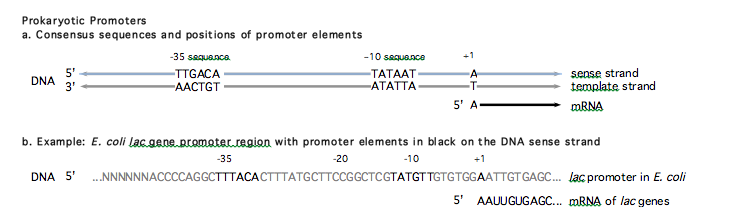 Prokaryotic Promoters
a. Consensus sequences and positions of promoter elements
-35 sequence -10 sequence +1
DNA 5' TTGACA TATAAT A sense strand
3' AACTGT ATATTA T template strand
5' A mRNA
b. Example: E. coli lac gene promoter region with promoter elements in black on the DNA sense strand
-35 -20 -10 +1
DNA 5' ...NNNNNNACCCCAGGCTTTACACTTTATGCTTCCGGCTCGTATGTTGTGTGGAATTGTGAGC... lac promoter in E. coli
5' AAUUGUGAGC... mRNA of lac genes